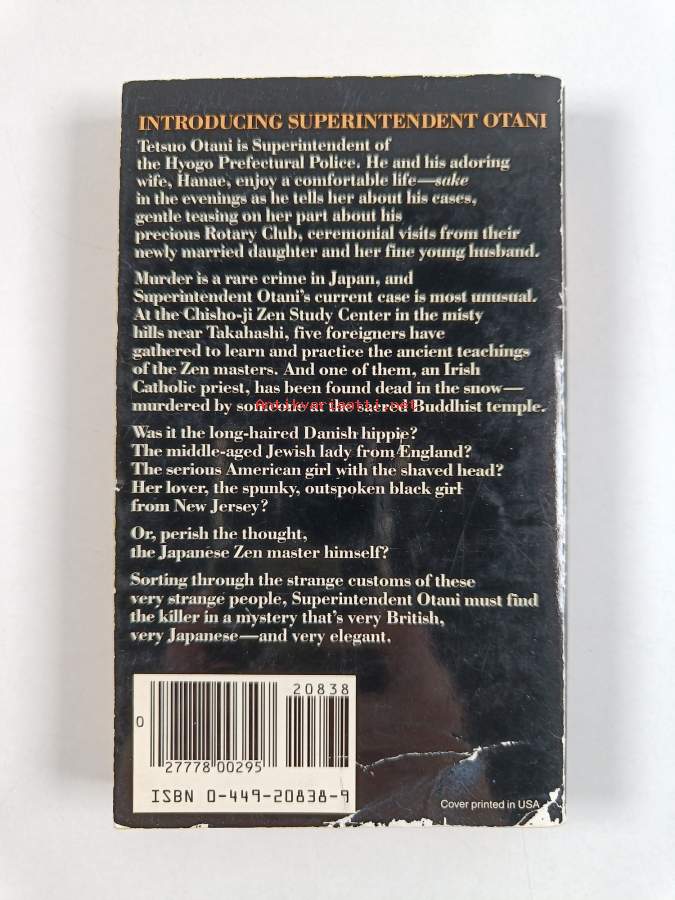 INTRODUCING SUPERINTENDENT OTANI
Tetsuo Otani is Superintendent of
the Hyogo Prefectural Police. He and his adoring
wife, Hanae, enjoy a comfortable life—sake
in the evenings as he tells her about his cases,
gentle teasing on her part about his
precious Rotary Club, ceremonial visits from their
newly married daughter and her fine young husband.
Murder is a rare crime in Japan, and
Superintendent Otani's current case is most unusual.
At the Chisho-ji Zen Study Center in the misty
hills near Takahashi, five foreigners have
gathered to learn and practice the ancient teachings
of the Zen masters. And one of them, an Irish
Catholic priest, has been found dead in the snow—
murdered by someone at the sacred Buddhist temple.
Antikvariaatti.net
Was it the long-haired Danish hippie?
The middle-aged Jewish lady from England?
The serious American girl with the shaved head?
Her lover, the spunky, outspoken black girl
from New Jersey?
Or, perish the thought,
the Japanese Zen master himself?
Sorting through the strange customs of these
very strange people, Superintendent Otani must find
the killer in a mystery that's very British,
very Japanese—and very elegant.
20838
0
27778 00295
ISBN 0-449-20838-9
Cover printed in USA